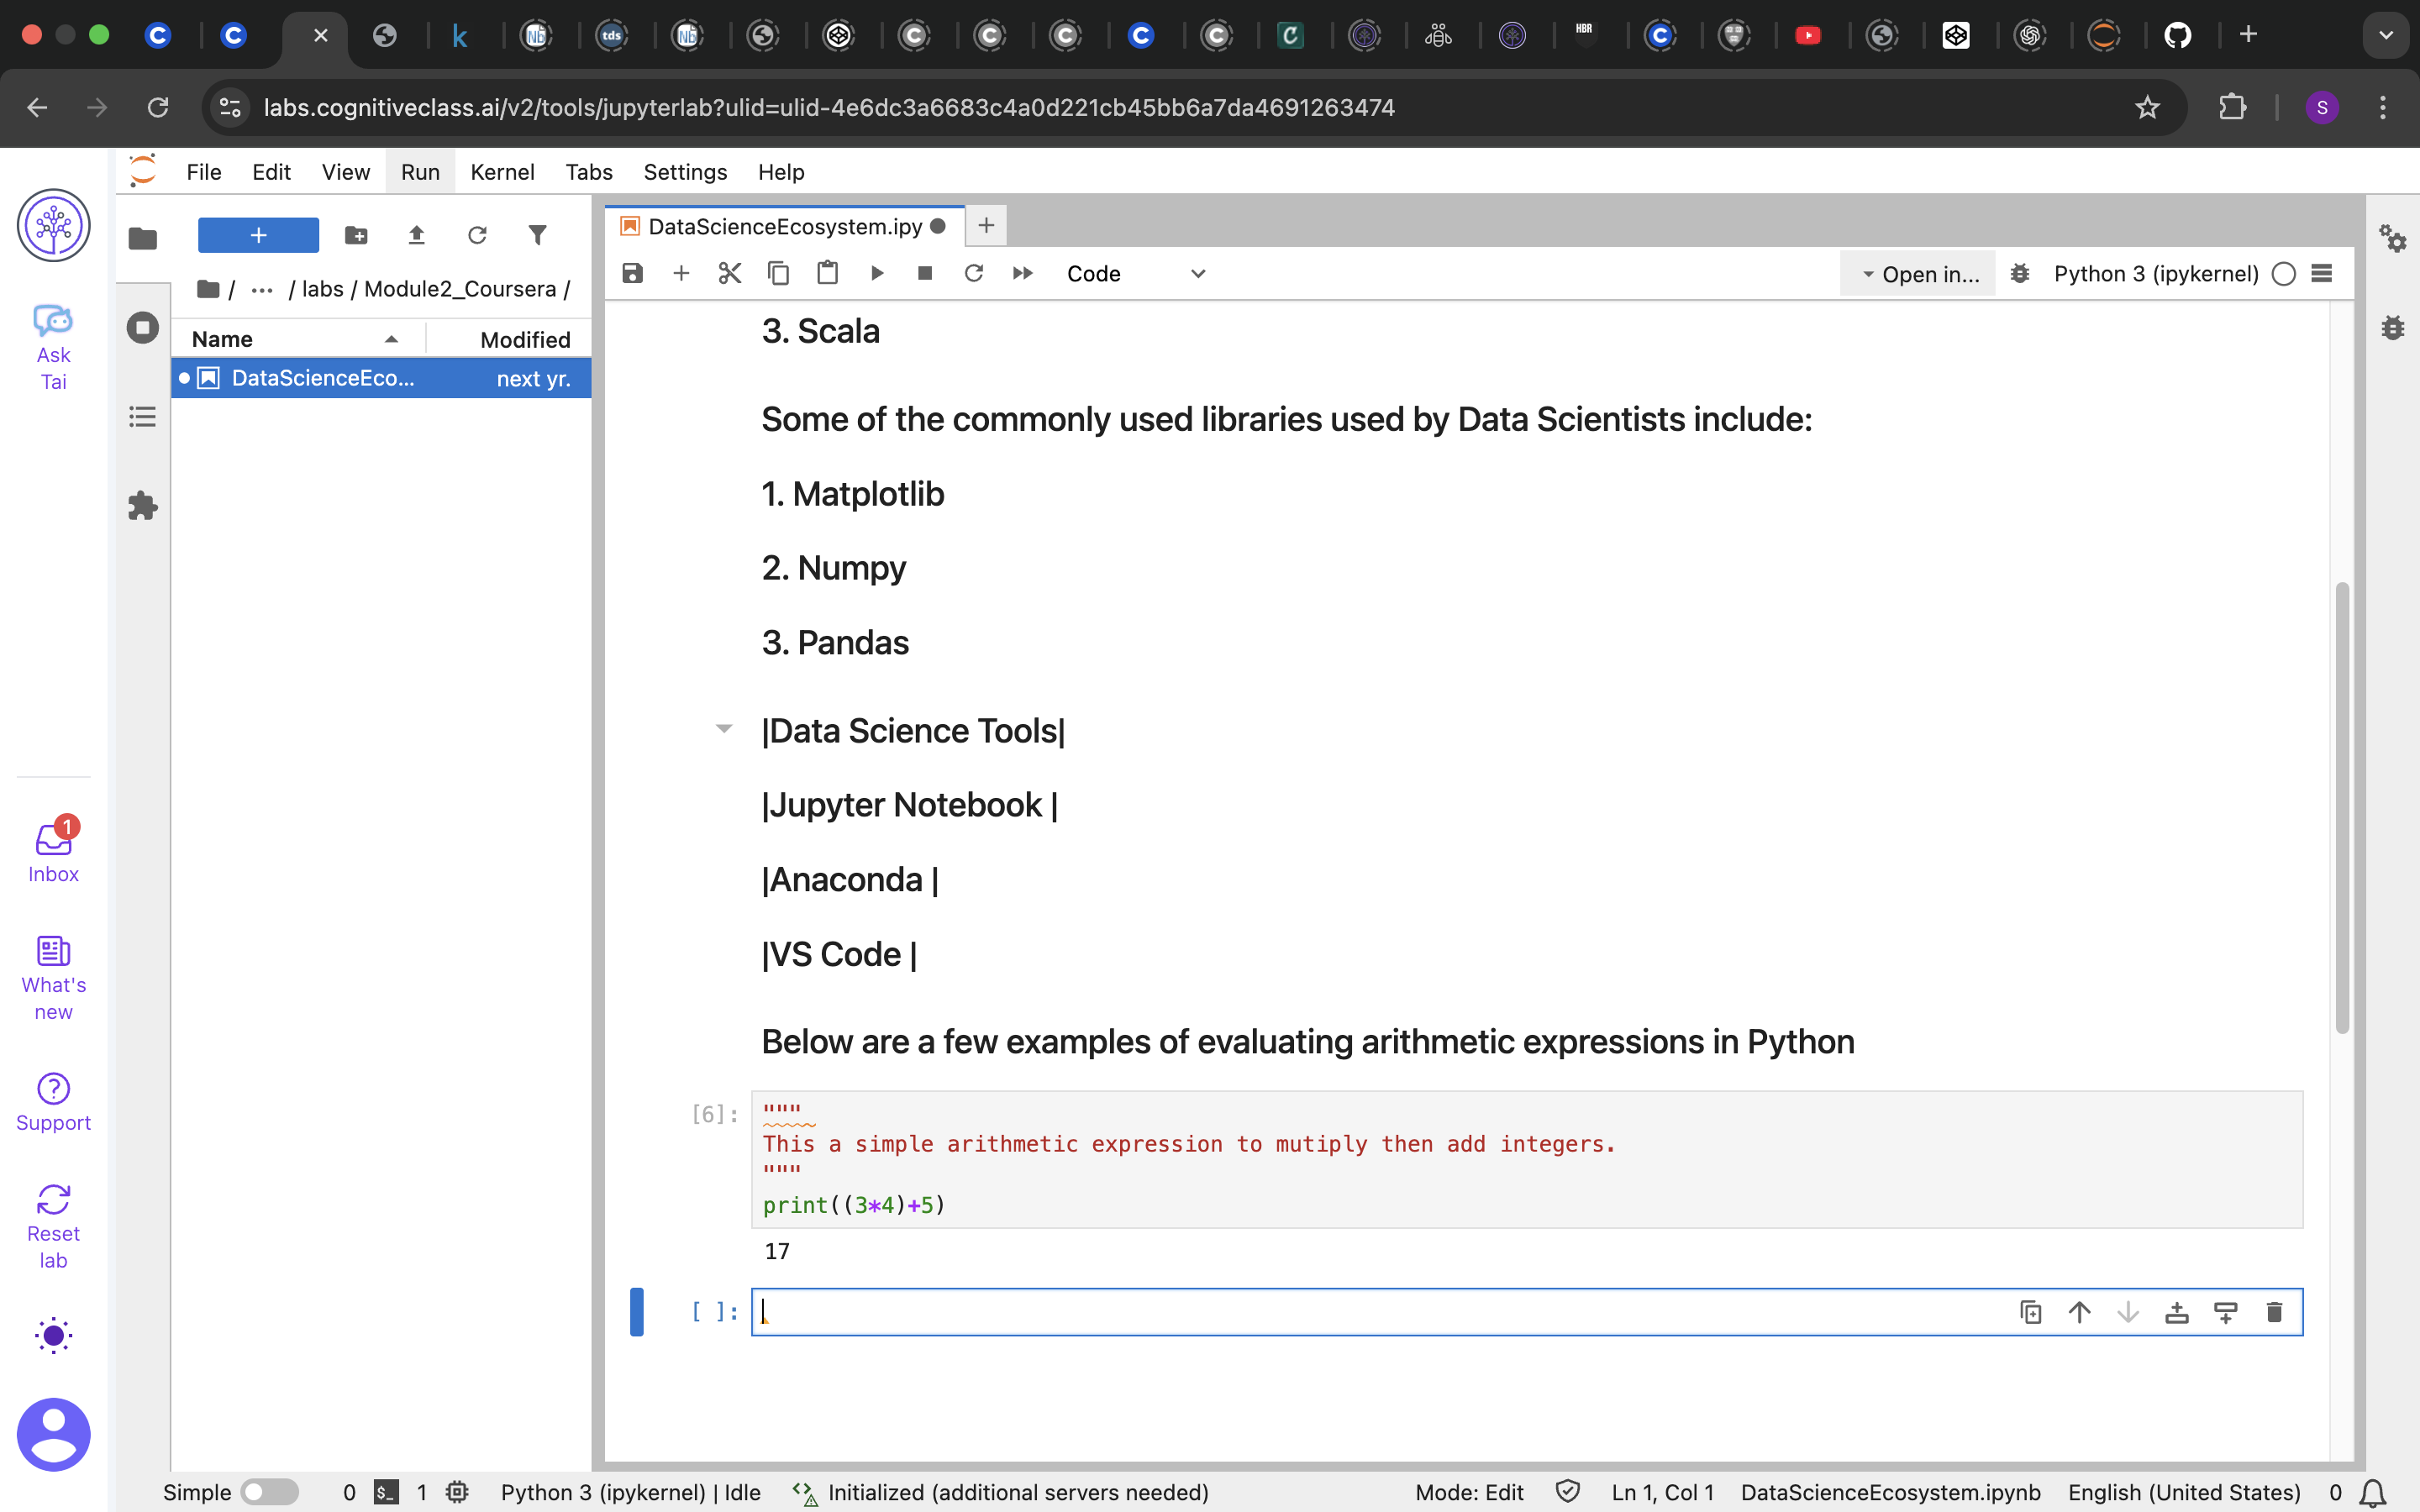 tds
HBR
labs.cognitiveclass.ai/v2/tools/jupyterlab?ulid=ulid-4e6dc3a6683c4a0d221cb45bb6a7da4691263474
S
File Edit View Run Kernel Tabs Settings Help
Ask
Tai
/ ... / labs / Module2_Coursera /
Name Modified
DataScienceEco... next yr.
DataScienceEcosystem.ipy
Code
Open in...
Python 3 (ipykernel)
3. Scala
Some of the commonly used libraries used by Data Scientists include:
1. Matplotlib
2. Numpy
3. Pandas
|Data Science Tools|
|Jupyter Notebook |
|Anaconda |
|VS Code |
Below are a few examples of evaluating arithmetic expressions in Python
[6]:
"""
This a simple arithmetic expression to mutiply then add integers.
"""
print((3*4)+5)
17
[ ]:
1
Inbox
What's
new
Support
Reset
lab
Simple 0 $_ 1 Python 3 (ipykernel) | Idle Initialized (additional servers needed) Mode: Edit Ln 1, Col 1 DataScienceEcosystem.ipynb English (United States) 0